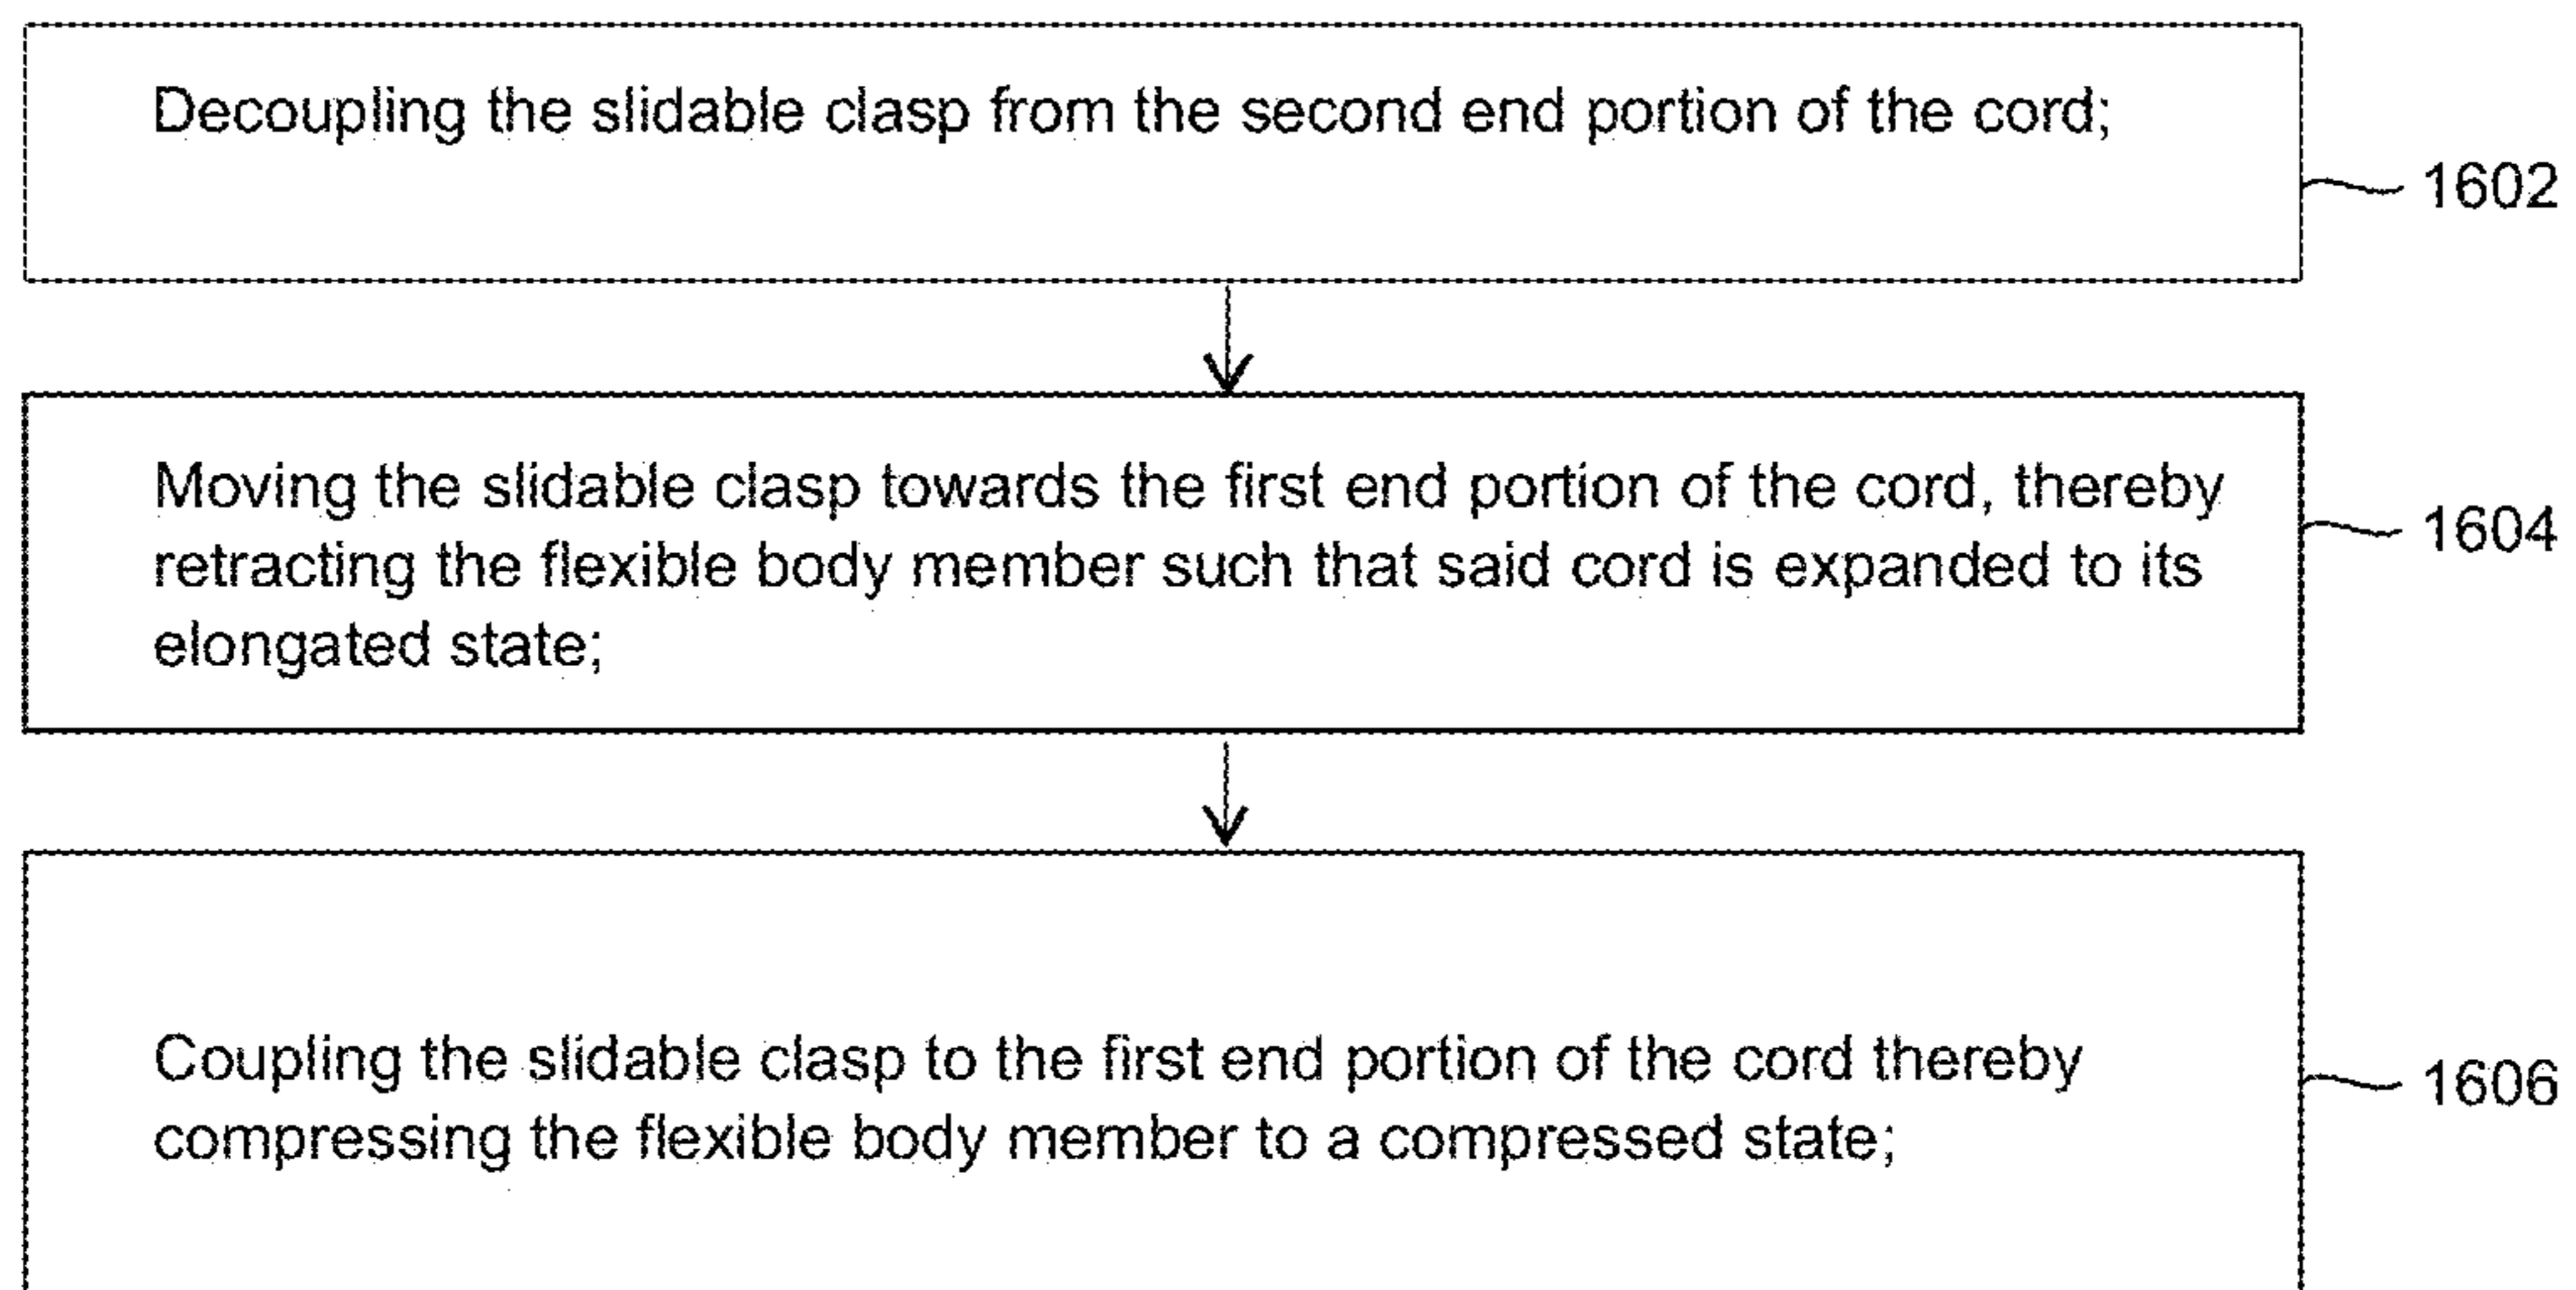 Decoupling the slidable clasp from the second end portion of the cord;
1602
Moving the slidable clasp towards the first end portion of the cord, thereby
retracting the flexible body member such that said cord is expanded to its
elongated state;
1604
Coupling the slidable clasp to the first end portion of the cord thereby
compressing the flexible body member to a compressed state;
1606